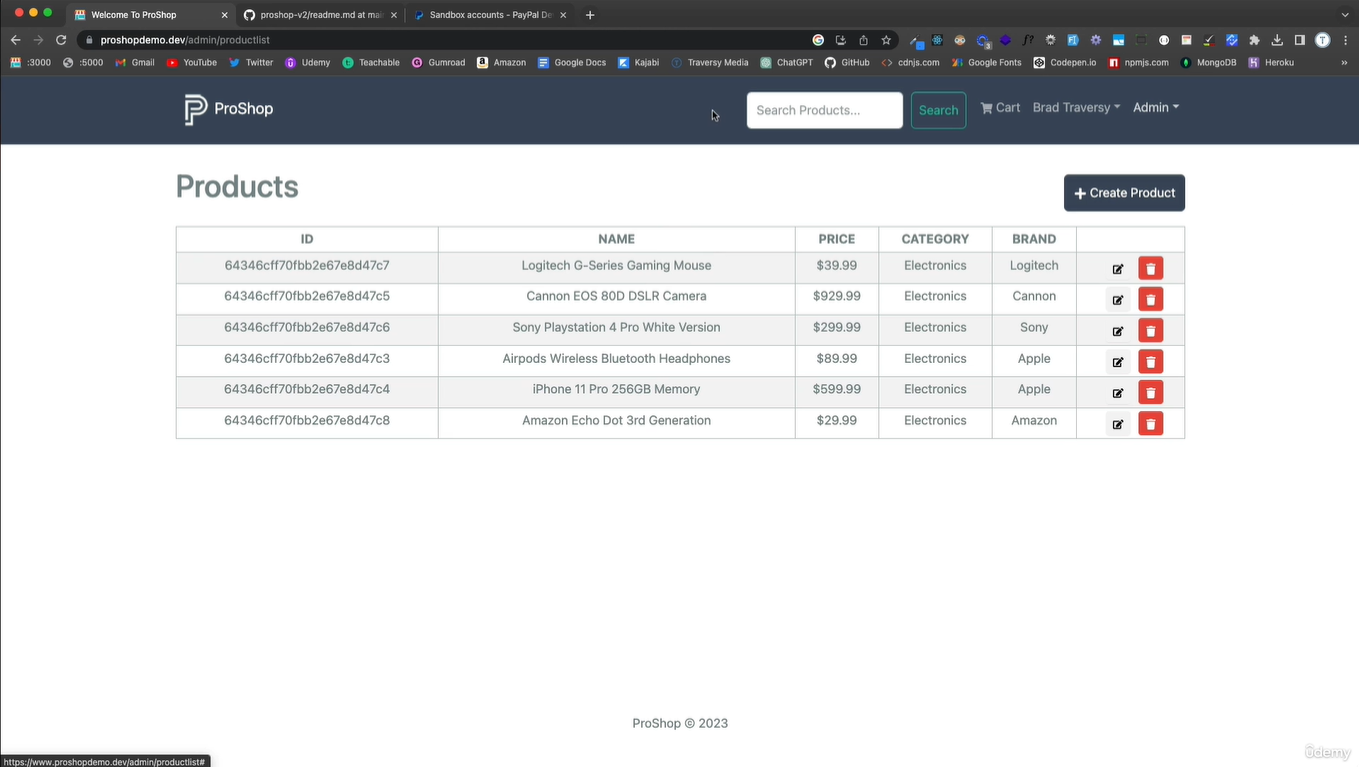 Welcome To ProShop
proshop-v2/readme.md at mai
Sandbox accounts - PayPal De
proshopdemo.dev/admin/productlist
:3000 :5000 Gmail YouTube Twitter Udemy Teachable Gumroad Amazon Google Docs Kajabi Traversy Media ChatGPT GitHub cdnjs.com Google Fonts Codepen.io npmjs.com MongoDB Heroku »
ProShop Search Products... Search Cart Brad Traversy Admin
Products
Create Product
ID NAME PRICE CATEGORY BRAND
64346cff70fbb2e67e8d47c7 Logitech G-Series Gaming Mouse $39.99 Electronics Logitech
64346cff70fbb2e67e8d47c5 Cannon EOS 80D DSLR Camera $929.99 Electronics Cannon
64346cff70fbb2e67e8d47c6 Sony Playstation 4 Pro White Version $299.99 Electronics Sony
64346cff70fbb2e67e8d47c3 Airpods Wireless Bluetooth Headphones $89.99 Electronics Apple
64346cff70fbb2e67e8d47c4 iPhone 11 Pro 256GB Memory $599.99 Electronics Apple
64346cff70fbb2e67e8d47c8 Amazon Echo Dot 3rd Generation $29.99 Electronics Amazon
ProShop © 2023
https://www.proshopdemo.dev/admin/productlist#
ûdemy